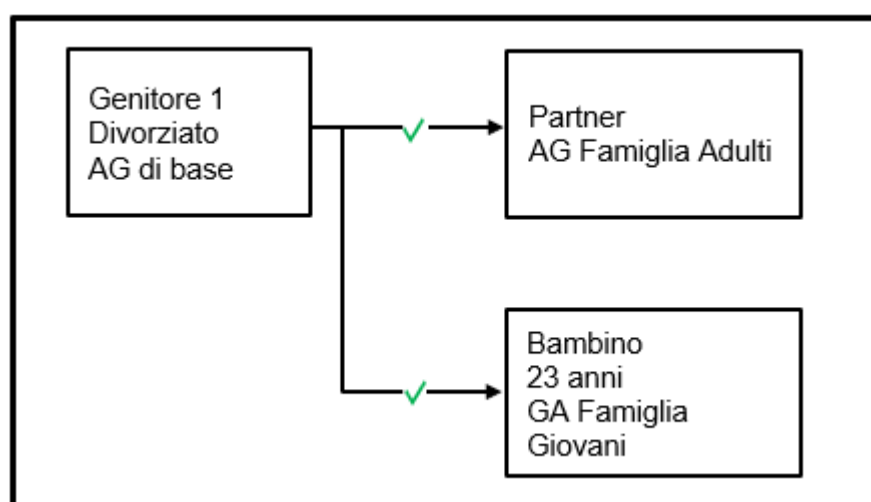 Genitore 1
Divorziato
AG di base
Partner
AG Famiglia Adulti
Bambino
23 anni
GA Famiglia
Giovani